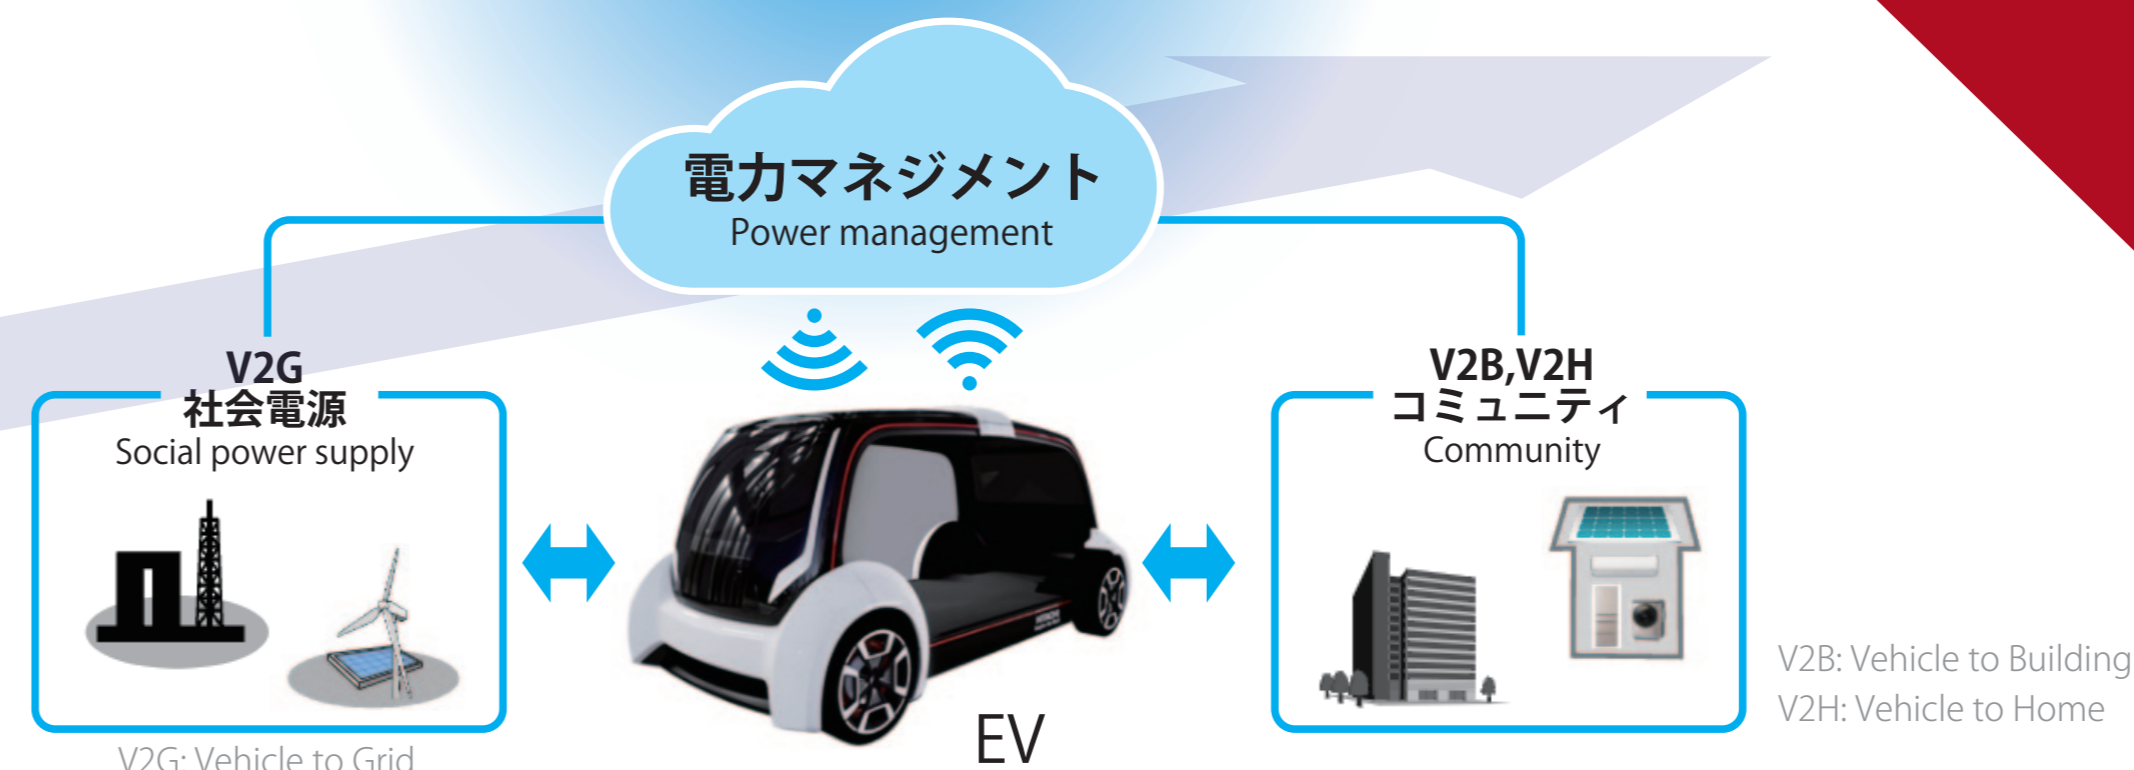 電力マネジメント
Power management
V2G
社会電源
Social power supply
V2B,V2H
コミュニティ
Community
HITACHI
EV
V2B: Vehicle to Building
V2H: Vehicle to Home
V2G: Vehicle to Grid